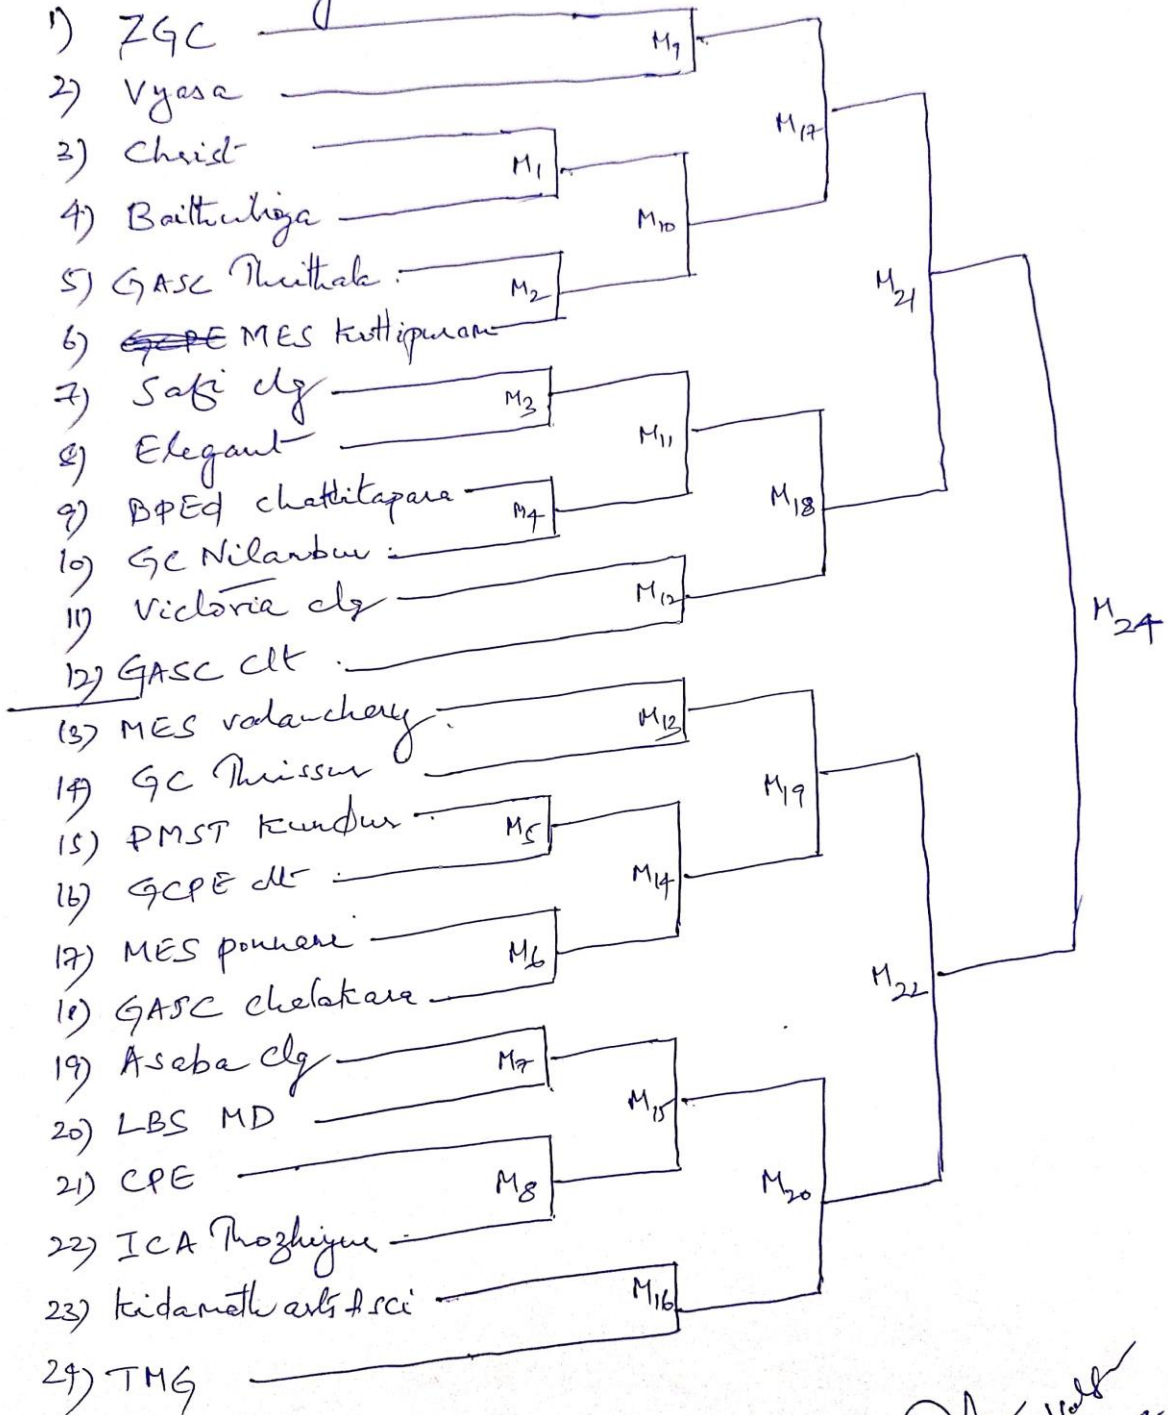 1) ZGC
M9
2) Vyasa
M17
3) Christ
M1
4) Baithuliza
M10
5) GASC Thrithala
M2
M21
6) MES Kuttipuram
7) Safi clg
M3
8) Elegant
M11
9) BPEd chattitapara
M4
M18
10) GC Nilambur
11) Victoria clg
M12
M24
12) GASC clt
13) MES valanchery
M13
14) GC Thrissur
M19
15) PMST Kundur
M5
16) GCPE clt
M14
17) MES ponnani
M6
M22
18) GASC chelakara
19) Asaba clg
M7
20) LBS MD
M15
21) CPE
M8
M20
22) ICA Thozhiyur
23) kidamath arts & sci
M16
24) TMG